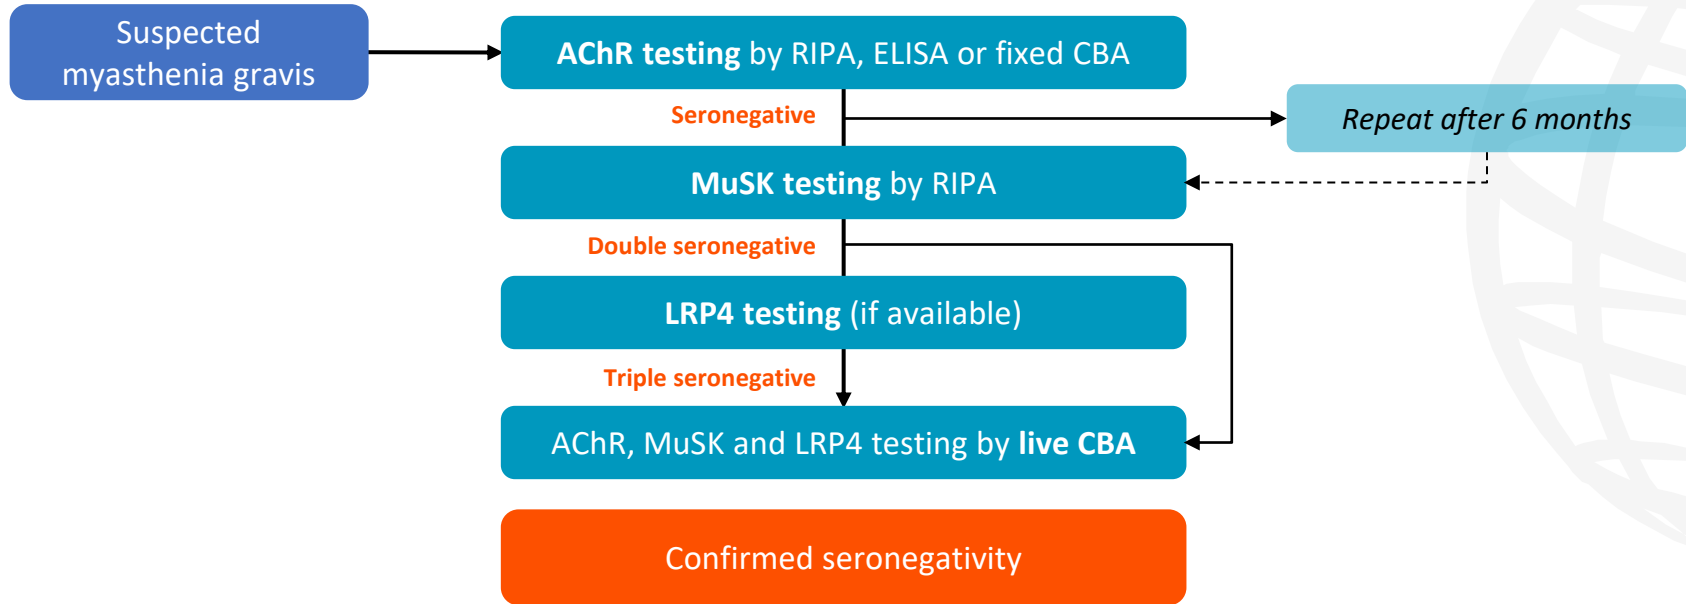 Suspected
myasthenia gravis
AChR testing by RIPA, ELISA or fixed CBA
Seronegative
Repeat after 6 months
MuSK testing by RIPA
Double seronegative
LRP4 testing (if available)
Triple seronegative
AChR, MuSK and LRP4 testing by live CBA
Confirmed seronegativity